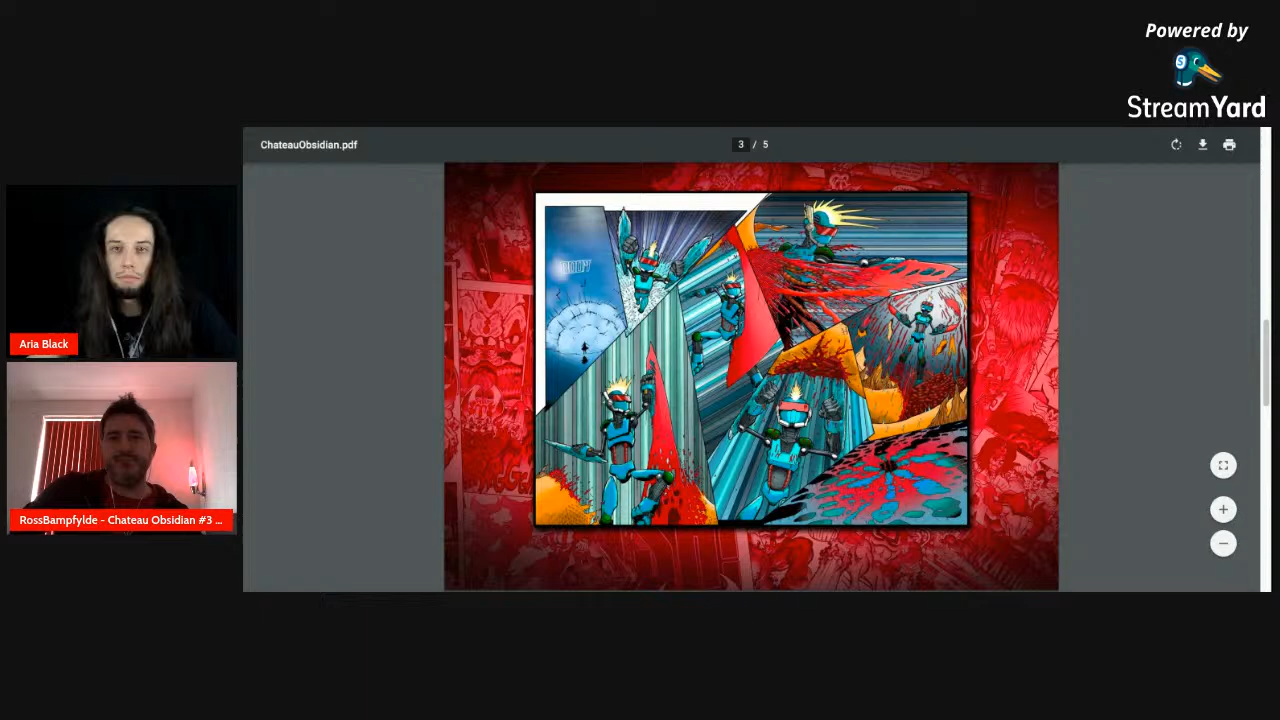 Powered by
StreamYard
ChateauObsidian.pdf
3 / 5
Aria Black
RossBampfylde - Chateau Obsidian #3 ...